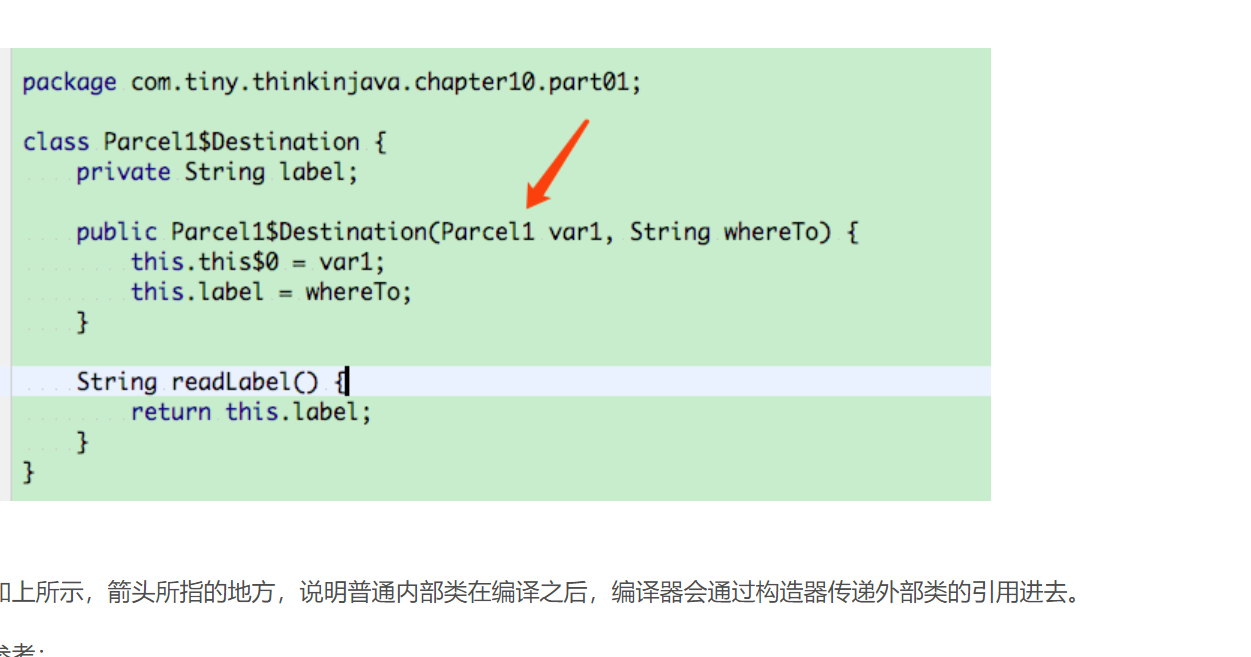 package com.tiny.thinkinjava.chapter10.part01;
class Parcel1$Destination {
private String label;
public Parcel1$Destination(Parcel1 var1, String whereTo) {
this.this$0 = var1;
this.label = whereTo;
}
String readLabel() {
return this.label;
}
}
如上所示，箭头所指的地方，说明普通内部类在编译之后，编译器会通过构造器传递外部类的引用进去。
参考：